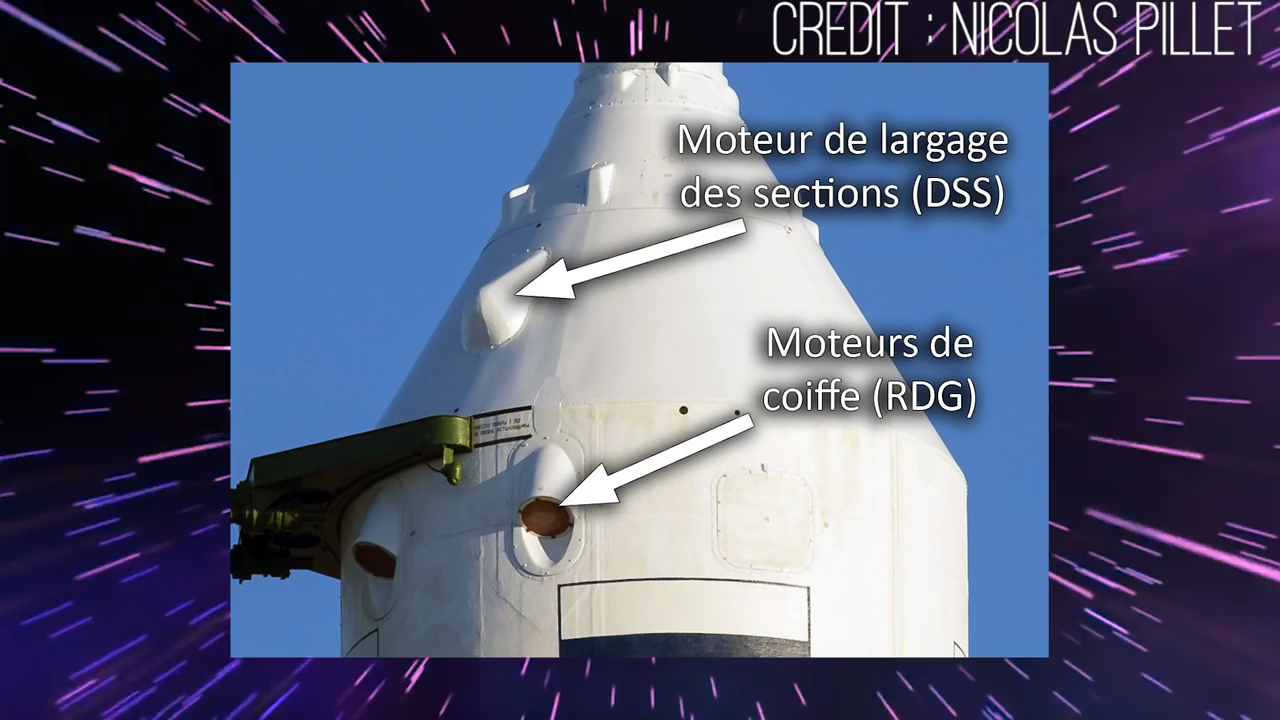 CREDIT : NICOLAS PILLET
Moteur de largage
des sections (DSS)
Moteurs de
coiffe (RDG)